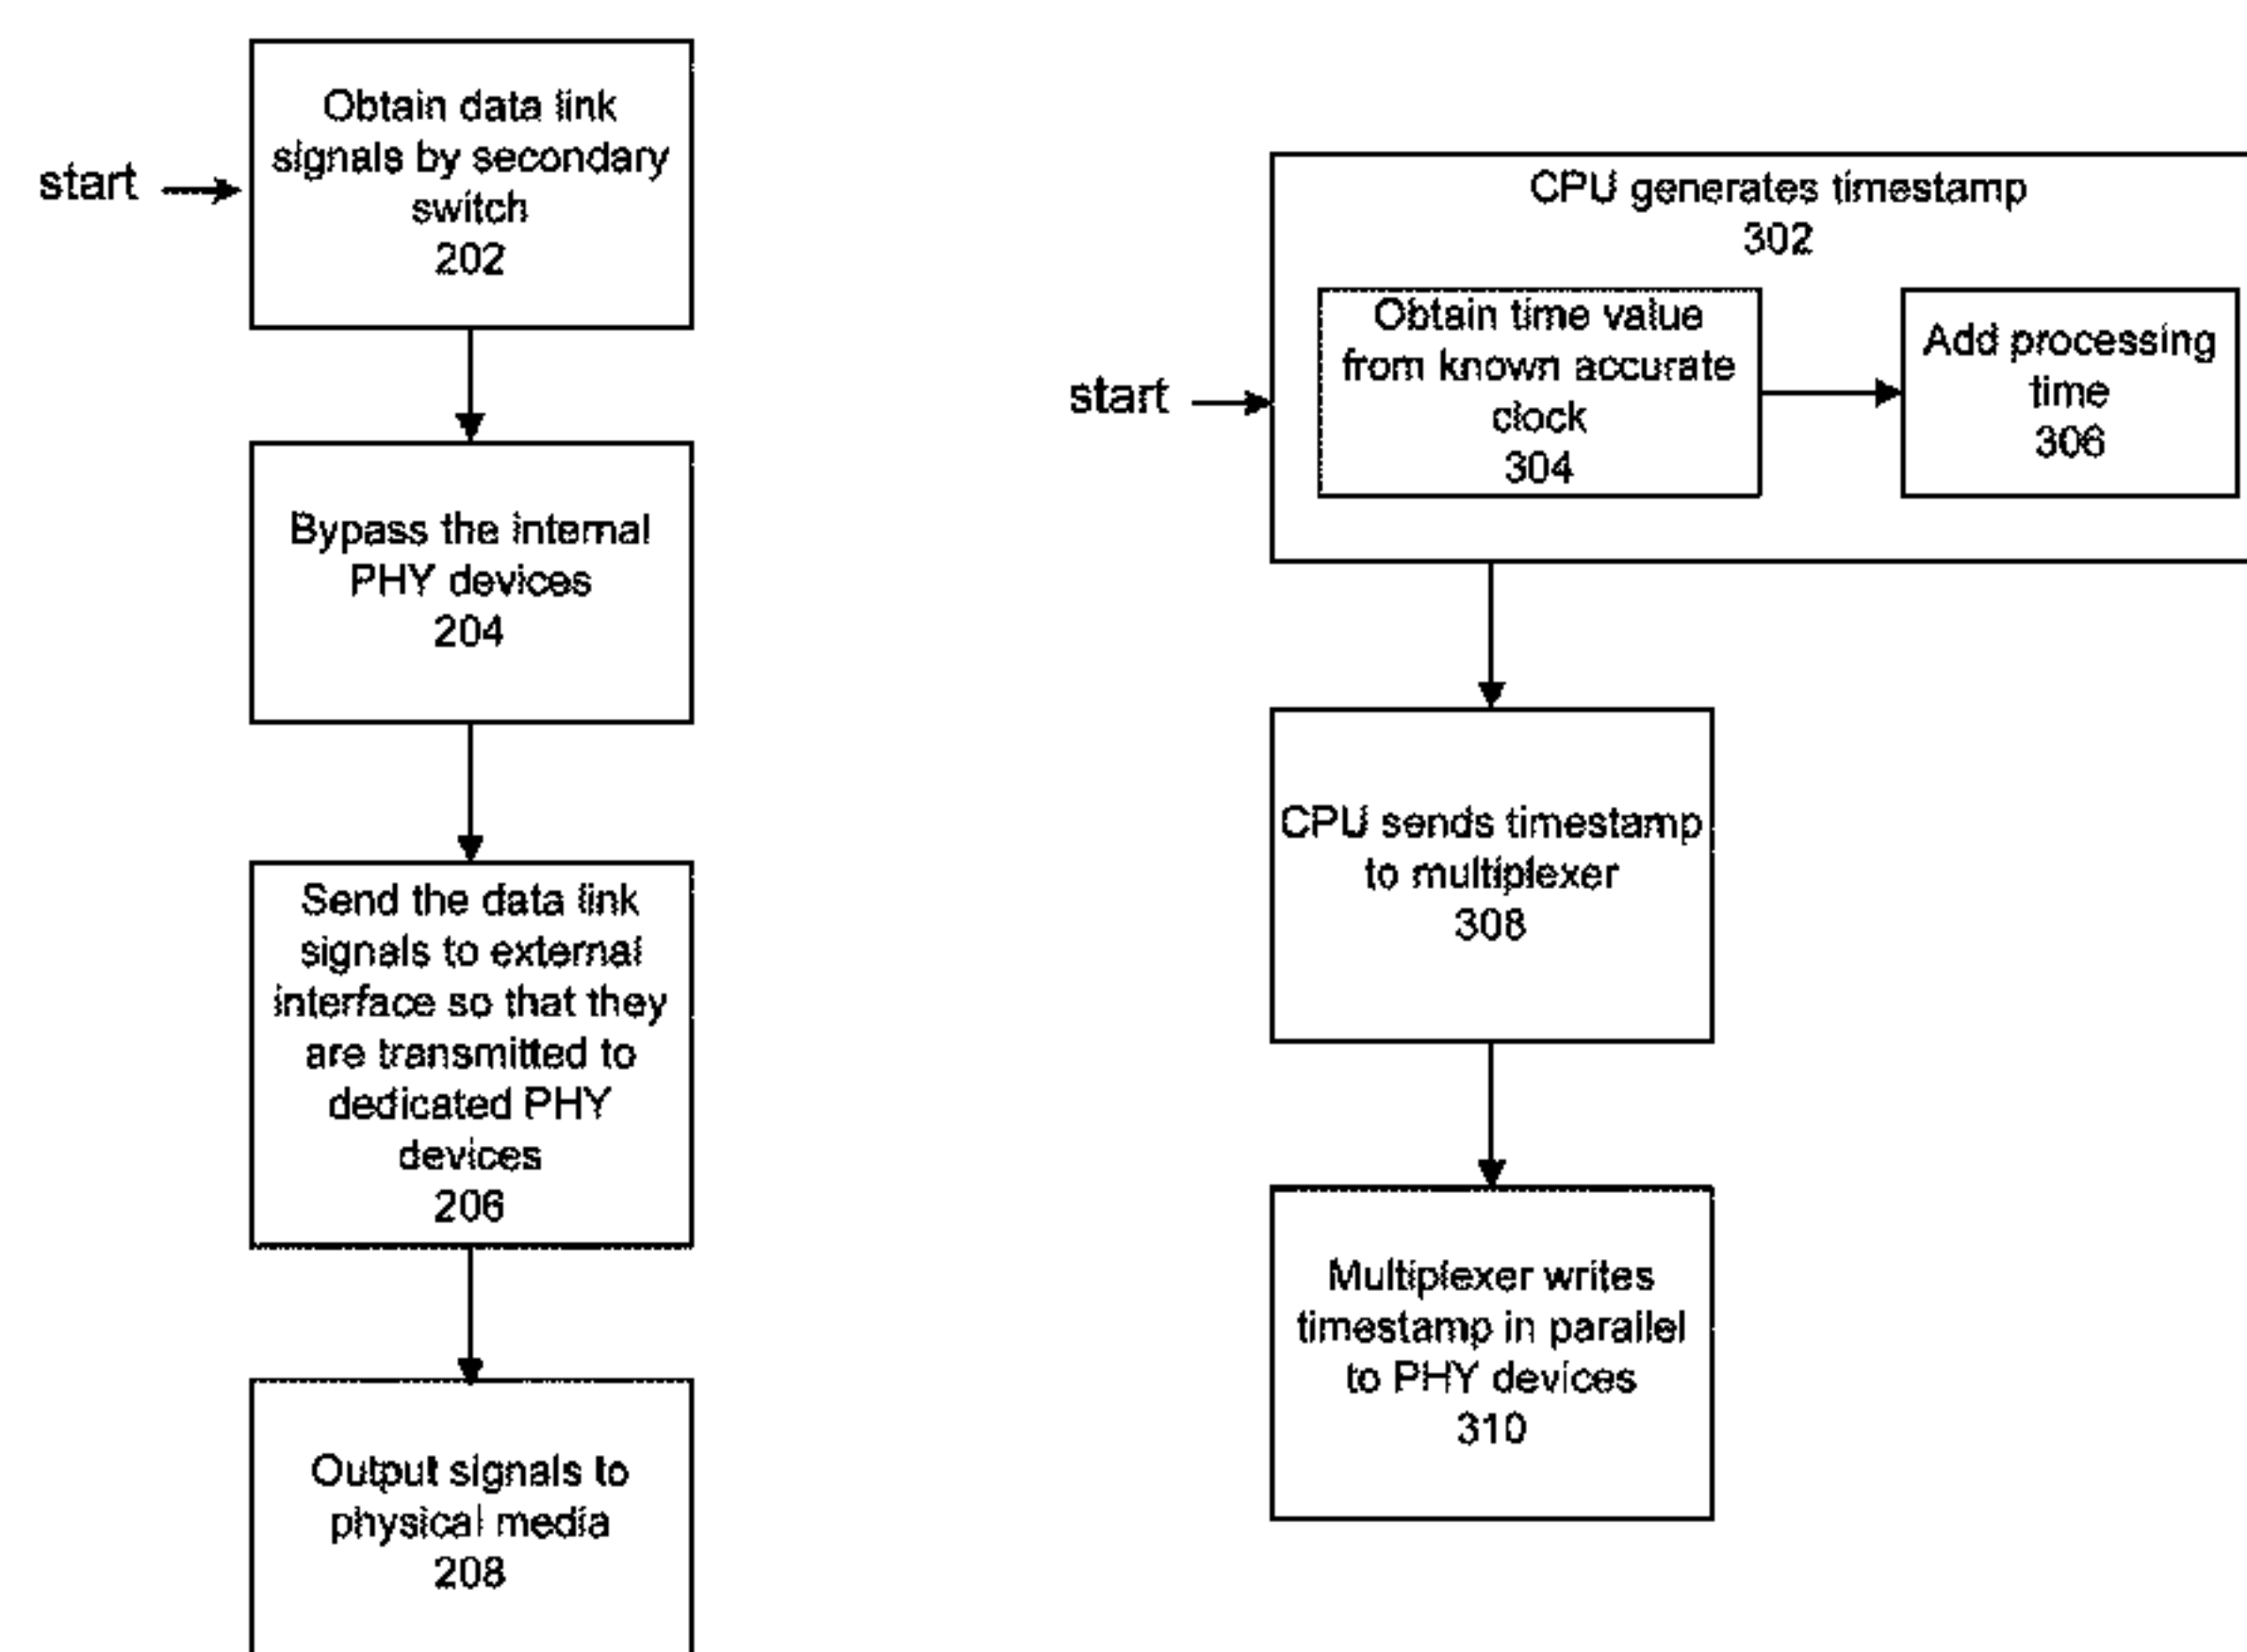 start
Obtain data link
signals by secondary
switch
202
Bypass the internal
PHY devices
204
Send the data link
signals to external
interface so that they
are transmitted to
dedicated PHY
devices
206
Output signals to
physical media
208
start
CPU generates timestamp
302
Obtain time value
from known accurate
clock
304
Add processing
time
306
CPU sends timestamp
to multiplexer
308
Multiplexer writes
timestamp in parallel
to PHY devices
310